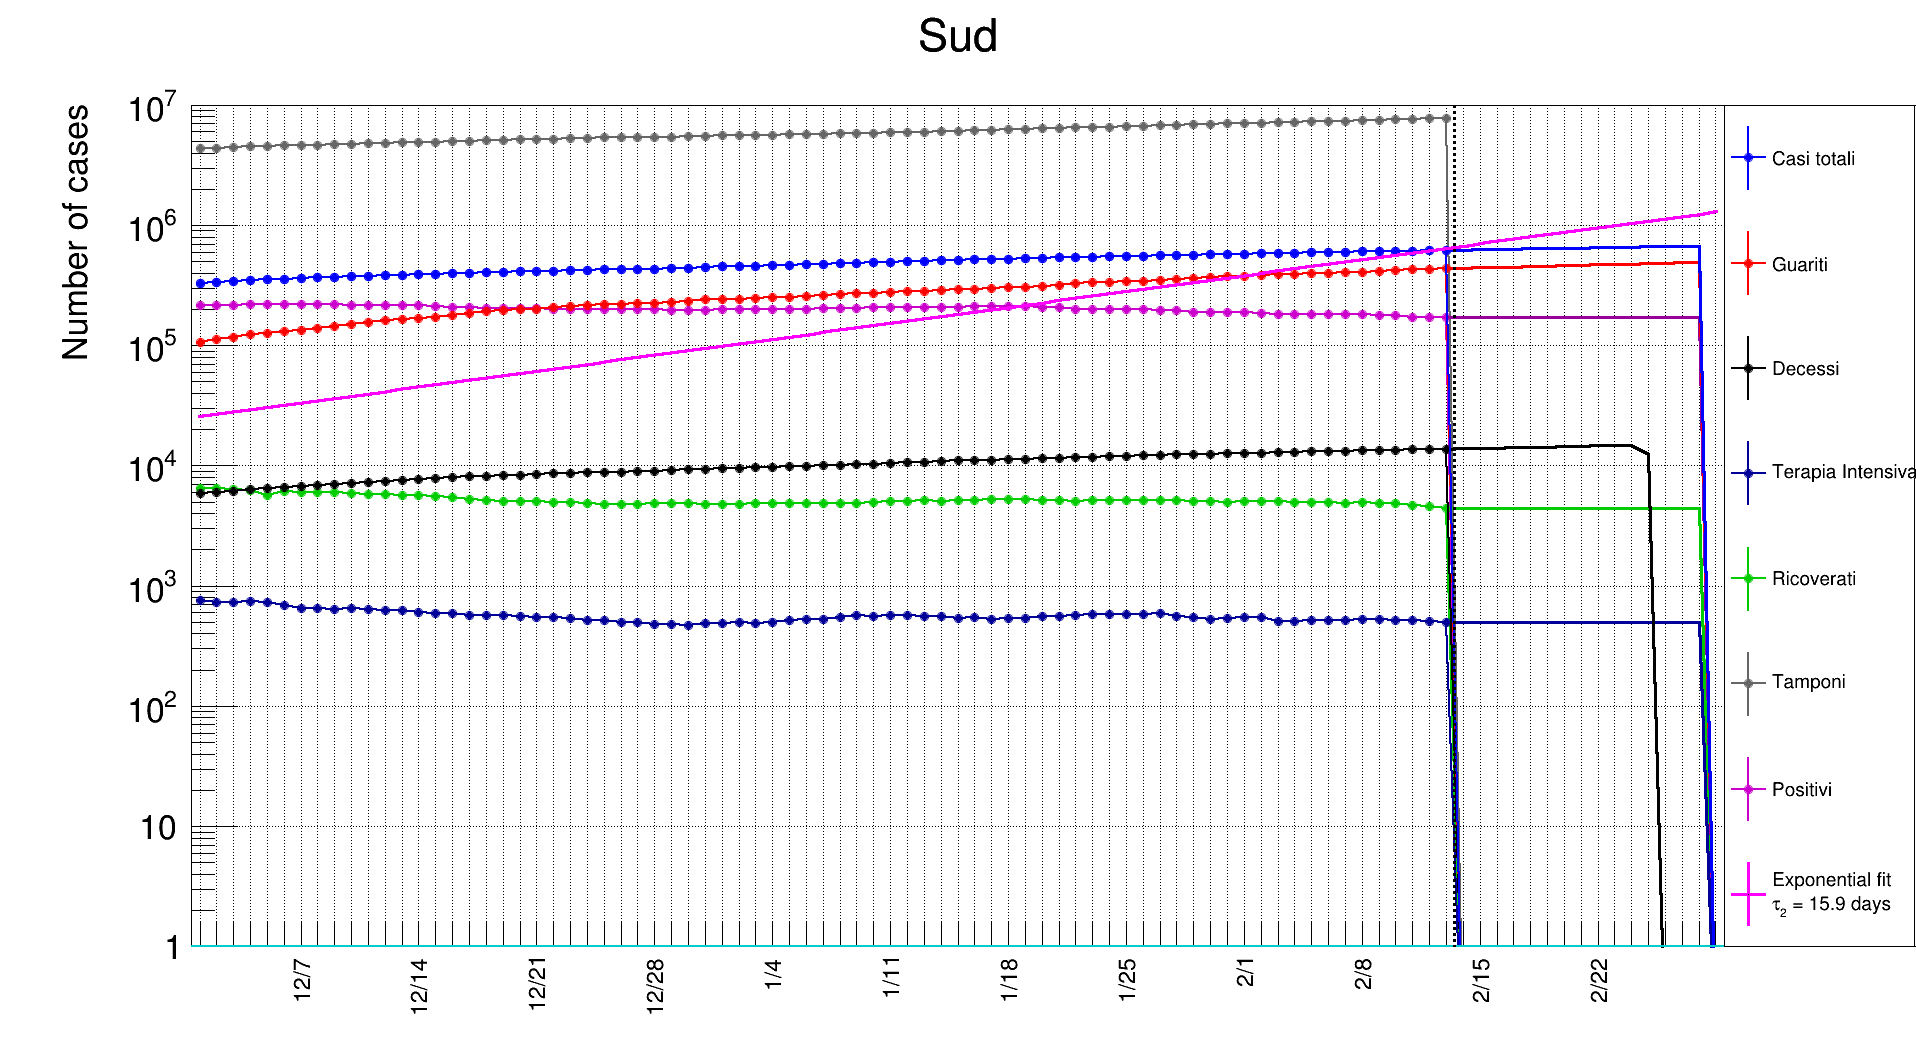 Sud
Number of cases
10^7
10^6
10^5
10^4
10^3
10^2
10
1
12/7
12/14
12/21
12/28
1/4
1/11
1/18
1/25
2/1
2/8
2/15
2/22
Casi totali
Guariti
Decessi
Terapia Intensiva
Ricoverati
Tamponi
Positivi
Exponential fit
τ₂ = 15.9 days